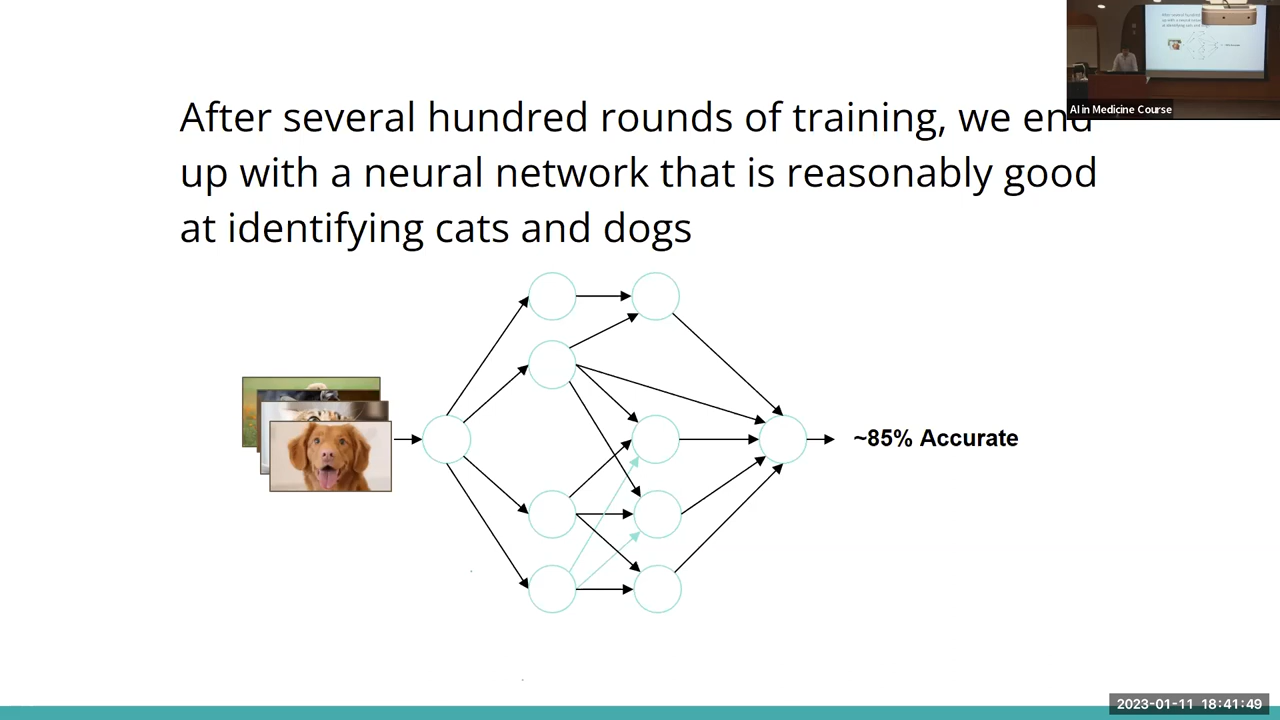 After several hundred rounds of training, we end
up with a neural network that is reasonably good
at identifying cats and dogs
~85% Accurate
AI in Medicine Course
2023-01-11 18:41:49